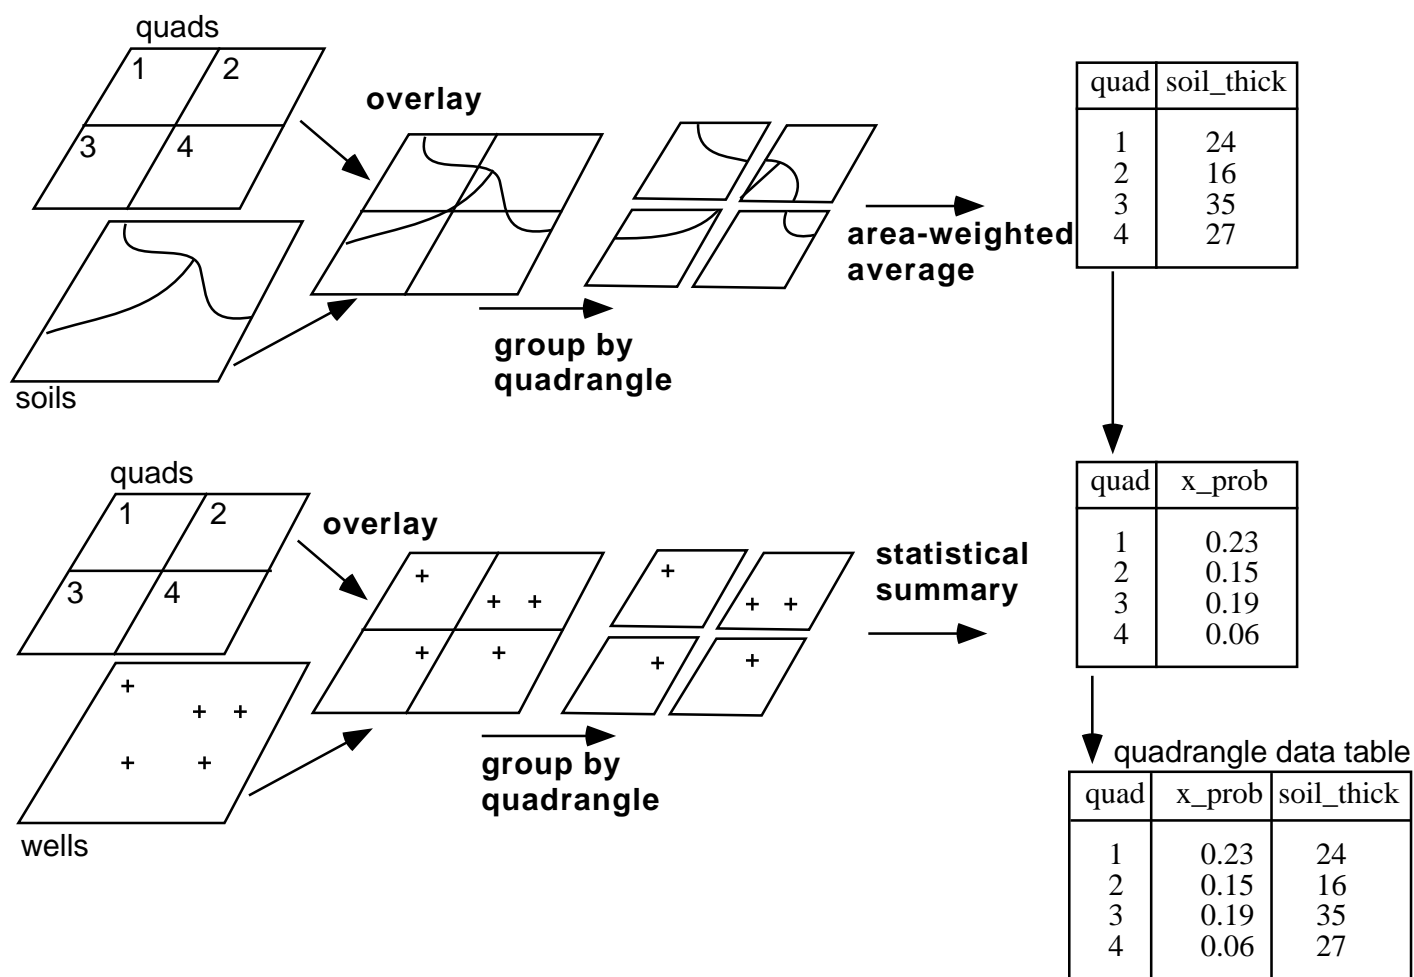 quads
1 2
3 4
soils
overlay
group by
quadrangle
area-weighted
average
quad soil_thick
1 24
2 16
3 35
4 27
quads
1 2
3 4
wells
overlay
group by
quadrangle
statistical
summary
quad x_prob
1 0.23
2 0.15
3 0.19
4 0.06
quadrangle data table
quad x_prob soil_thick
1 0.23 24
2 0.15 16
3 0.19 35
4 0.06 27